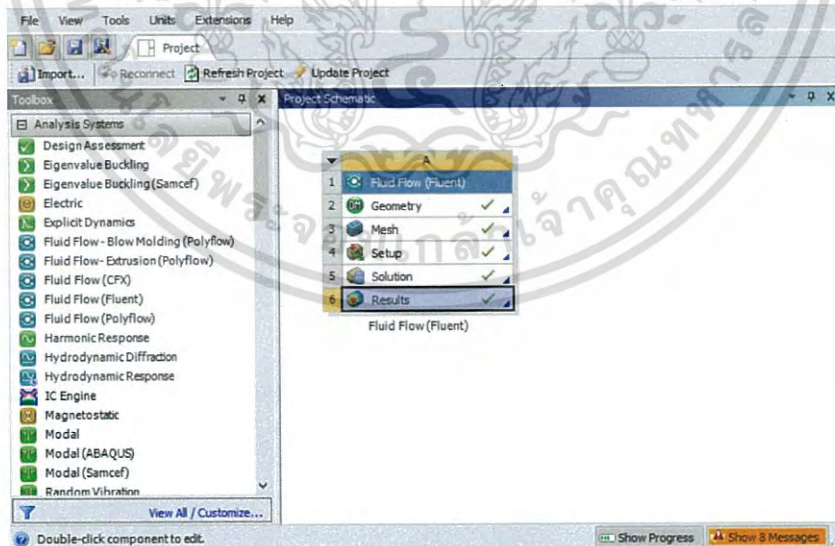 File View Tools Units Extensions Help
Project
Import... Reconnect Refresh Project Update Project
Toolbox
Project Schematic
Analysis Systems
Design Assessment
Eigenvalue Buckling
Eigenvalue Buckling (Samcef)
Electric
Explicit Dynamics
Fluid Flow - Blow Molding (Polyflow)
Fluid Flow - Extrusion (Polyflow)
Fluid Flow (CFX)
Fluid Flow (Fluent)
Fluid Flow (Polyflow)
Harmonic Response
Hydrodynamic Diffraction
Hydrodynamic Response
IC Engine
Magnetostatic
Modal
Modal (ABAQUS)
Modal (Samcef)
Random Vibration
View All / Customize...
A
1 Fluid Flow (Fluent)
2 DM Geometry
3 Mesh
4 Setup
5 Solution
6 Results
Fluid Flow (Fluent)
Double-click component to edit.
Show Progress
Show 8 Messages